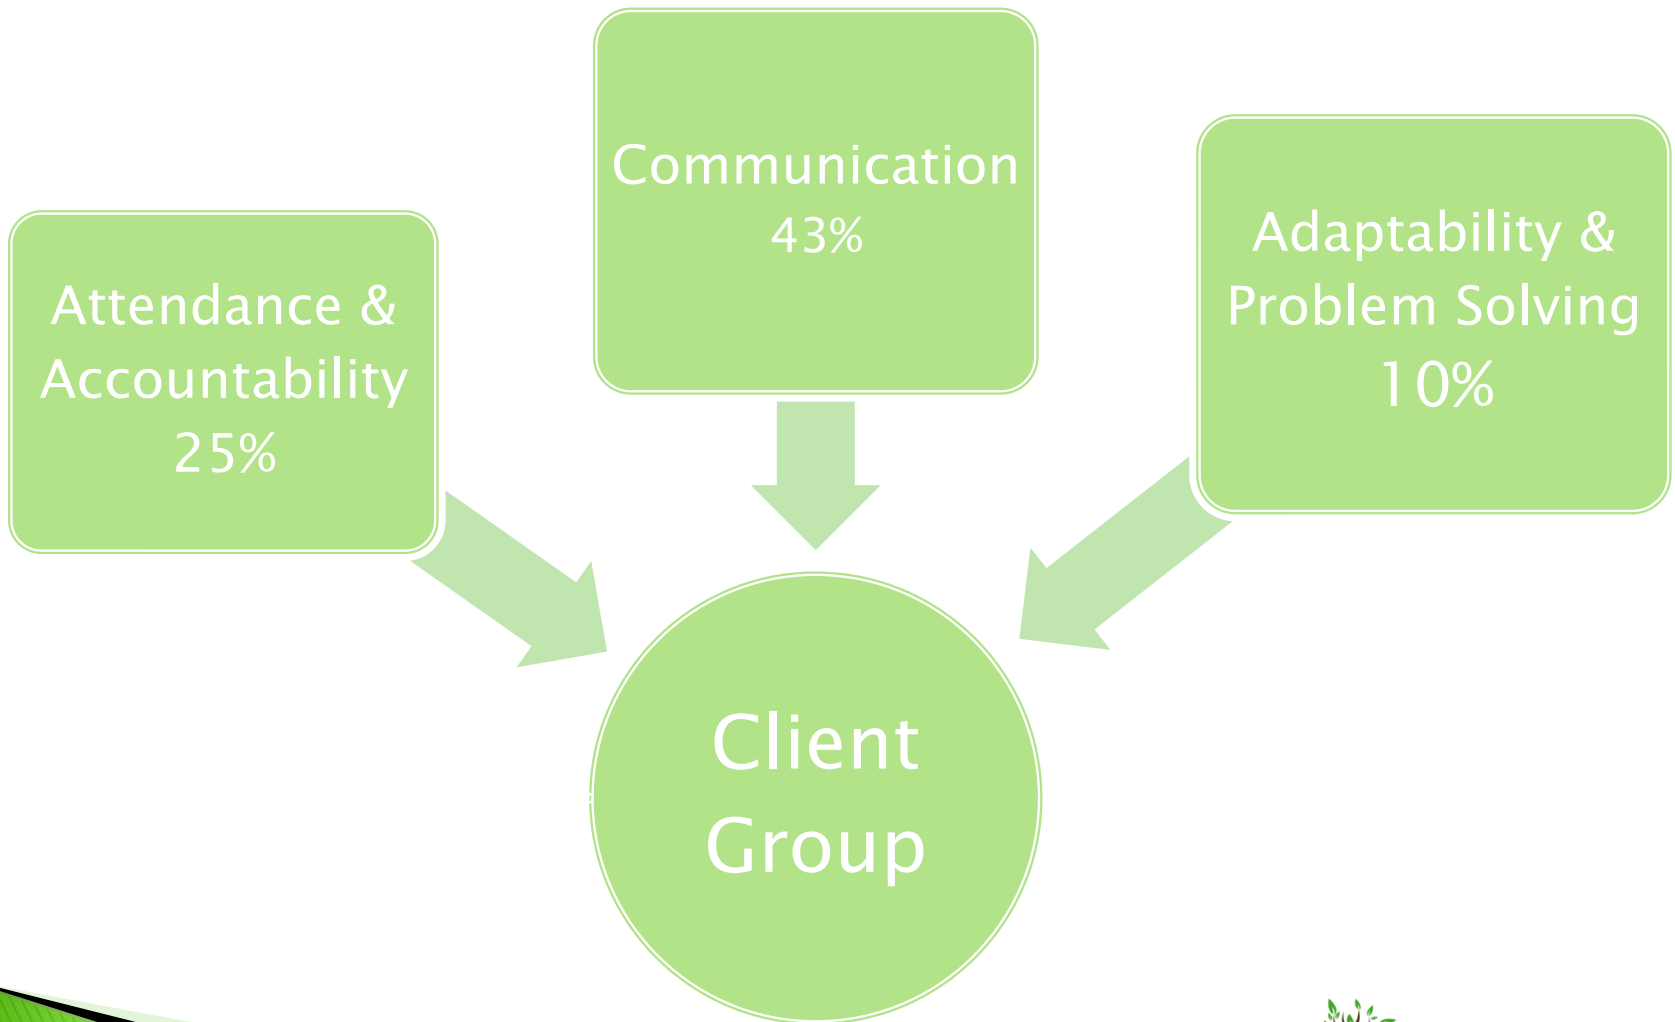 Attendance &
Accountability
25%
Communication
43%
Adaptability &
Problem Solving
10%
Client
Group